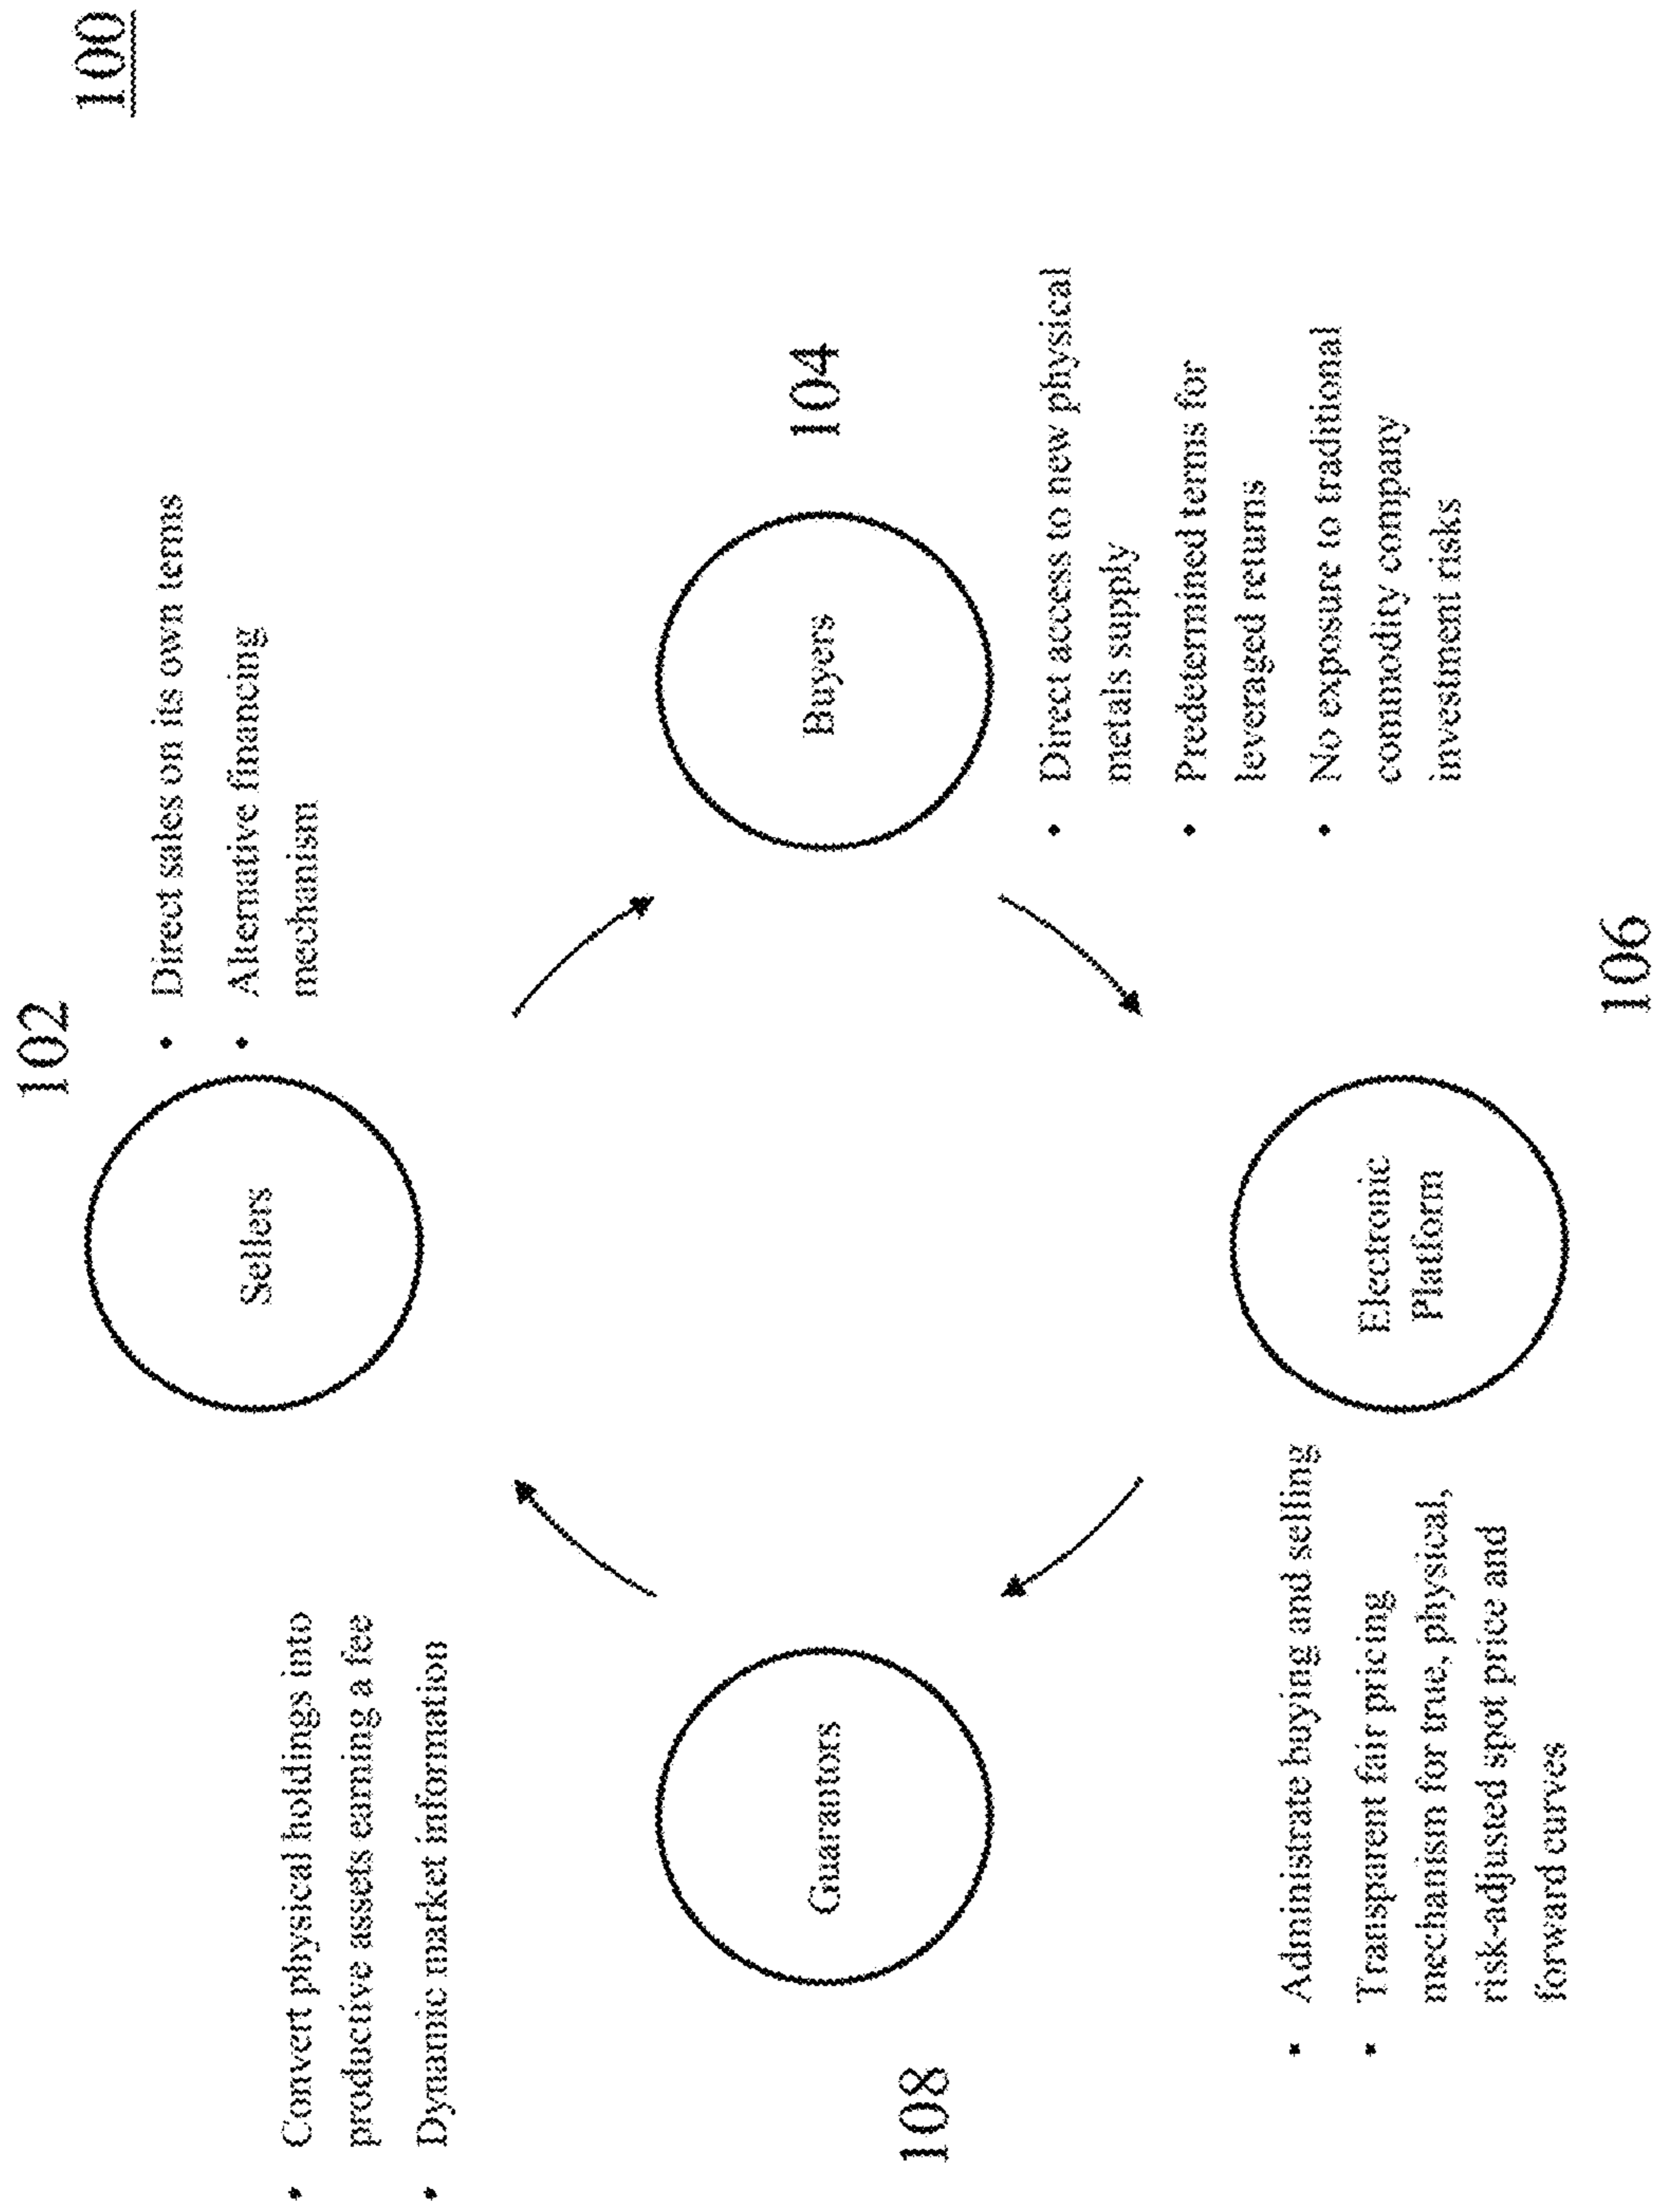 100
102
Sellers
• Direct sales on its own terms
• Alternative financing
mechanism
104
Buyers
• Direct access to new physical
metals supply
• Predetermined terms for
leveraged returns
• No exposure to traditional
commodity company
investment risks
106
Electronic
Platform
• Administrate buying and selling
• Transparent fair pricing
mechanism for true, physical,
risk-adjusted spot price and
forward curves
108
Guarantors
• Convert physical holdings into
productive assets earning a fee
• Dynamic market information